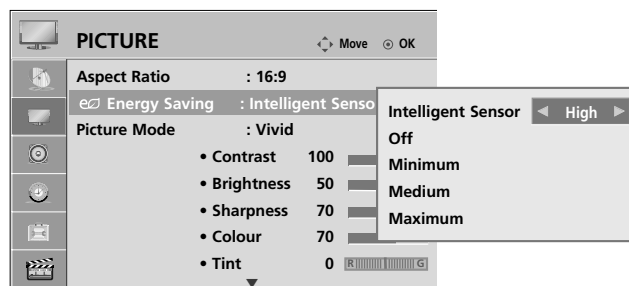 PICTURE
Move
OK
Aspect Ratio : 16:9
e Energy Saving : Intelligent Senso
Picture Mode : Vivid
• Contrast 100
• Brightness 50
• Sharpness 70
• Colour 70
• Tint 0 R G
Intelligent Sensor High
Off
Minimum
Medium
Maximum